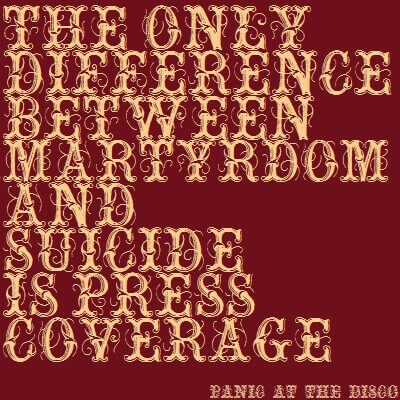 THE ONLY
DIFFERENCE
BETWEEN
MARTYRDOM
AND
SUICIDE
IS PRESS
COVERAGE
PANIC AT THE DISCO